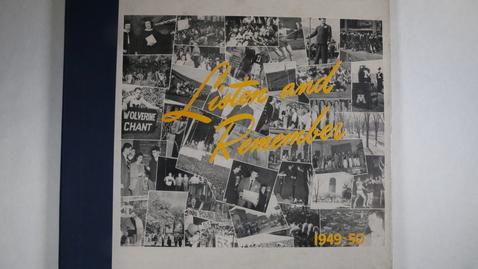 Listen and
Remember
WOLVERINE
CHANT
M
1949-50